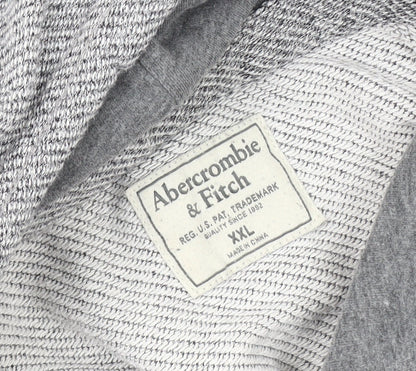 Abercrombie
& Fitch
REG. U.S. PAT. TRADEMARK
QUALITY SINCE 1892
XXL
MADE IN CHINA